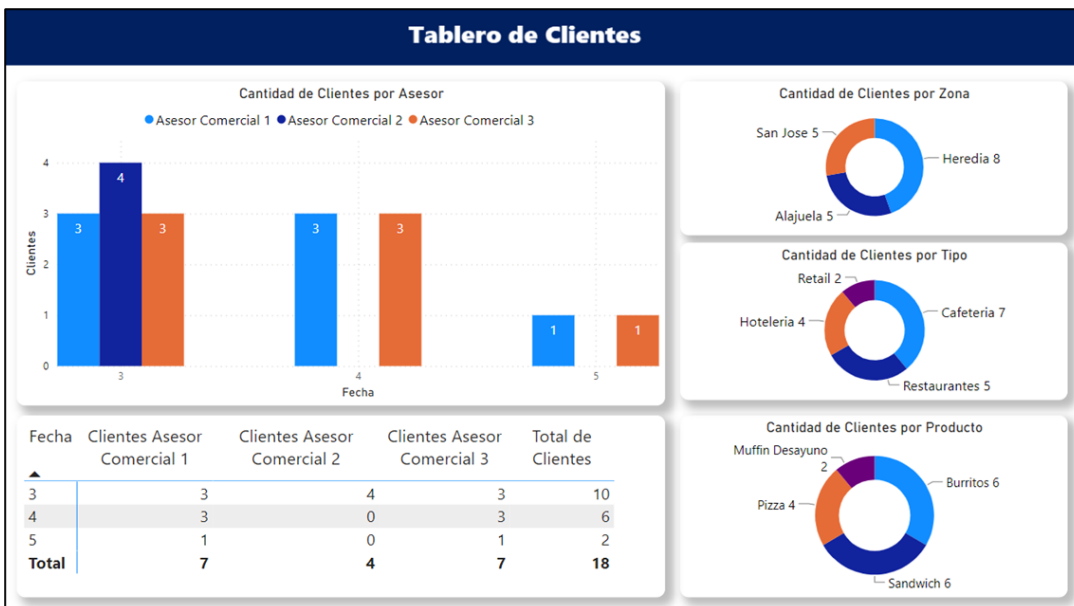 Tablero de Clientes
Cantidad de Clientes por Asesor
Asesor Comercial 1 Asesor Comercial 2 Asesor Comercial 3
Clientes
4
3
2
1
0
3
4
3
3
3
1
1
3
4
5
Fecha
Fecha Clientes Asesor Comercial 1 Clientes Asesor Comercial 2 Clientes Asesor Comercial 3 Total de Clientes
3 3 4 3 10
4 3 0 3 6
5 1 0 1 2
Total 7 4 7 18
Cantidad de Clientes por Zona
San Jose 5
Heredia 8
Alajuela 5
Cantidad de Clientes por Tipo
Retail 2
Cafeteria 7
Hoteleria 4
Restaurantes 5
Cantidad de Clientes por Producto
Muffin Desayuno
2
Burritos 6
Pizza 4
Sandwich 6